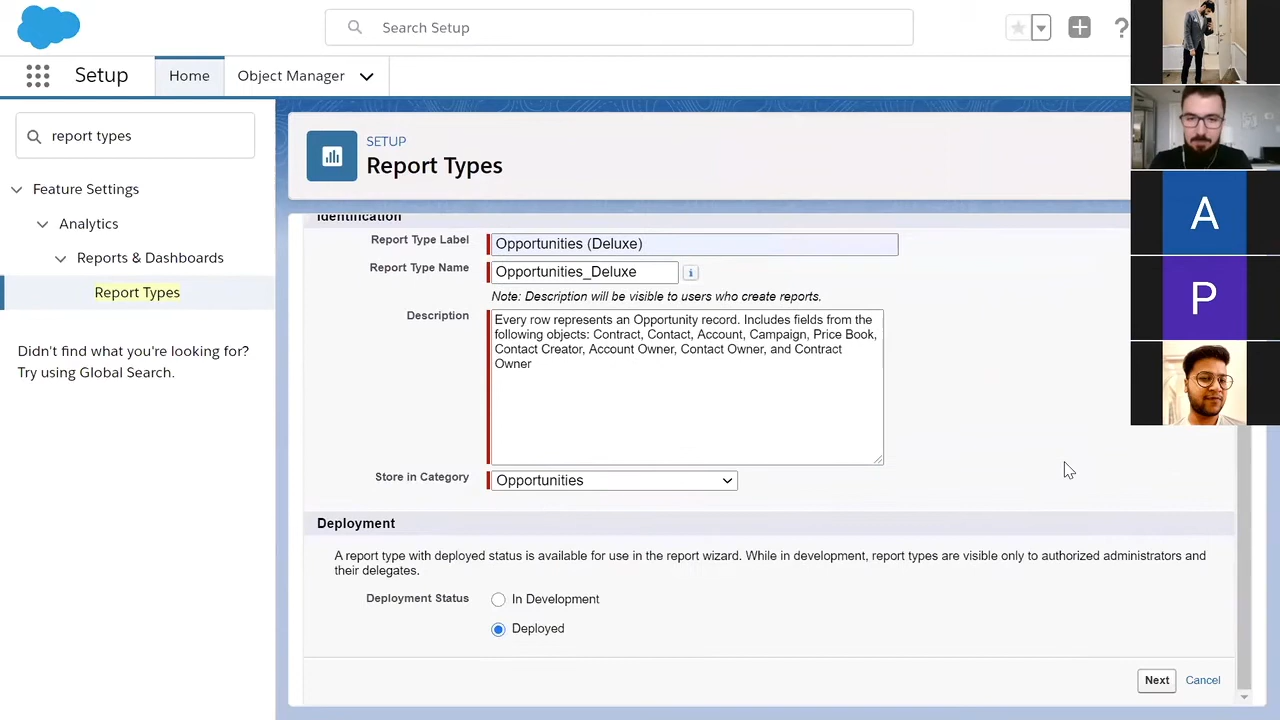 Search Setup
?
Setup
Home
Object Manager
report types
Feature Settings
Analytics
Reports & Dashboards
Report Types
Didn't find what you're looking for?
Try using Global Search.
SETUP
Report Types
Identification
Report Type Label
Opportunities (Deluxe)
Report Type Name
Opportunities_Deluxe
i
Note: Description will be visible to users who create reports.
Description
Every row represents an Opportunity record. Includes fields from the
following objects: Contract, Contact, Account, Campaign, Price Book,
Contact Creator, Account Owner, Contact Owner, and Contract
Owner
Store in Category
Opportunities
Deployment
A report type with deployed status is available for use in the report wizard. While in development, report types are visible only to authorized administrators and
their delegates.
Deployment Status
In Development
Deployed
Next
Cancel
A
P